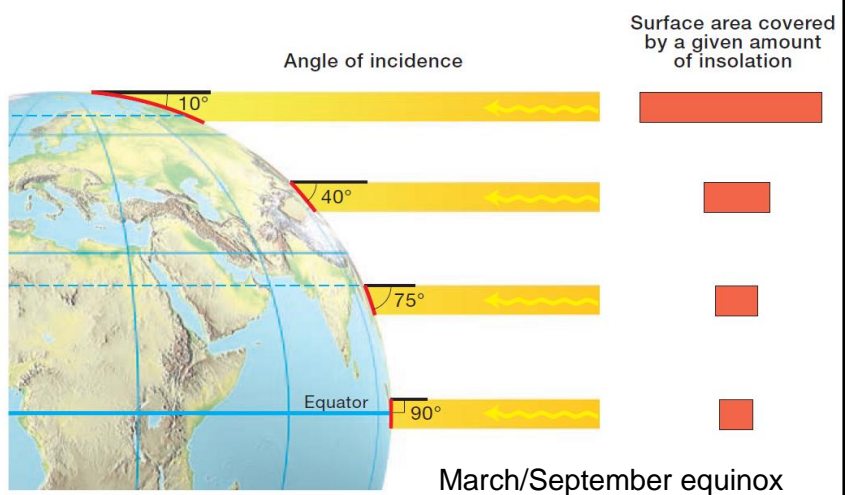 Surface area covered
by a given amount
of insolation
Angle of incidence
10°
40°
75°
Equator
90°
March/September equinox